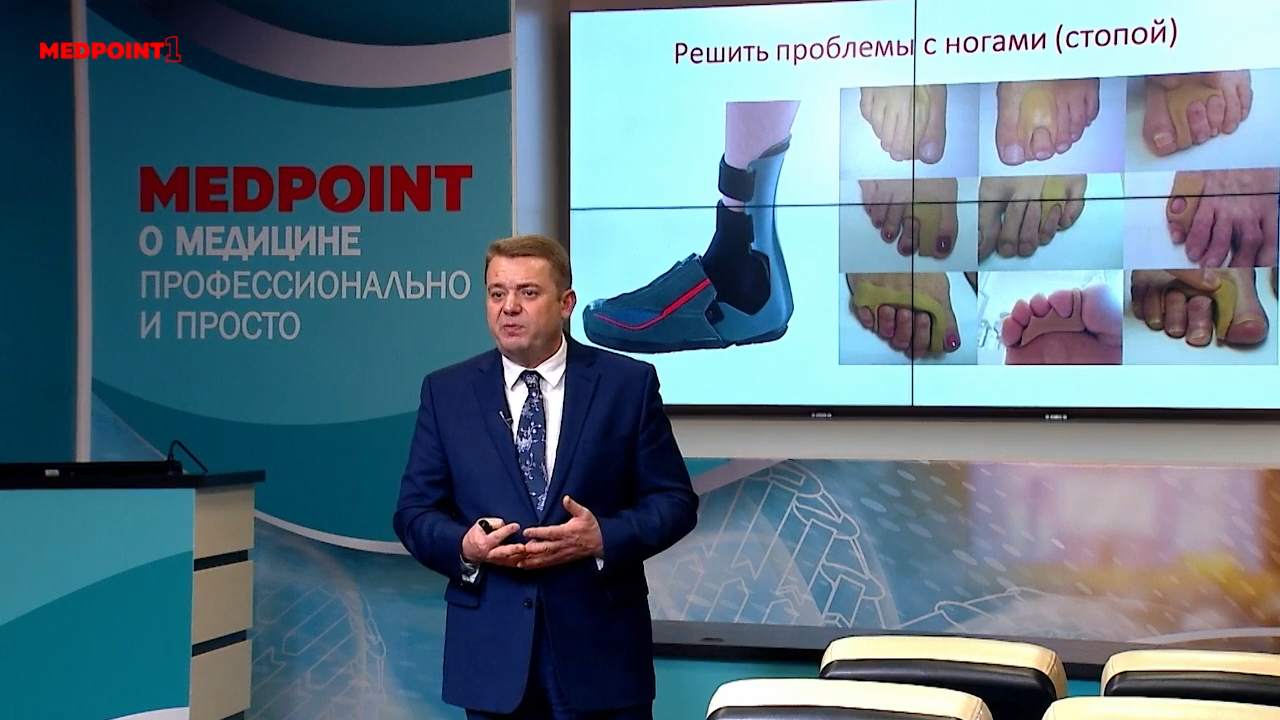 MEDPOINT1
MEDPOINT
О МЕДИЦИНЕ
ПРОФЕССИОНАЛЬНО
И ПРОСТО
Решить проблемы с ногами (стопой)